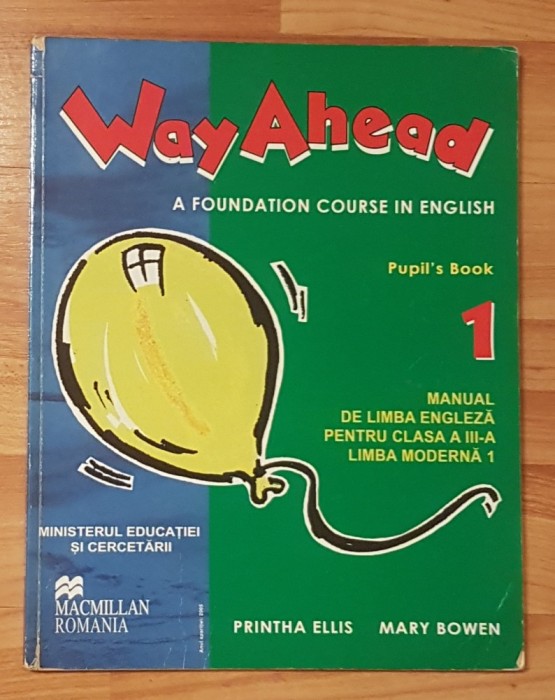 Way Ahead
A FOUNDATION COURSE IN ENGLISH
Pupil's Book
1
MANUAL
DE LIMBA ENGLEZĂ
PENTRU CLASA A III-A
LIMBA MODERNĂ 1
MINISTERUL EDUCAȚIEI
ȘI CERCETĂRII
MACMILLAN
ROMANIA
PRINTHA ELLIS MARY BOWEN